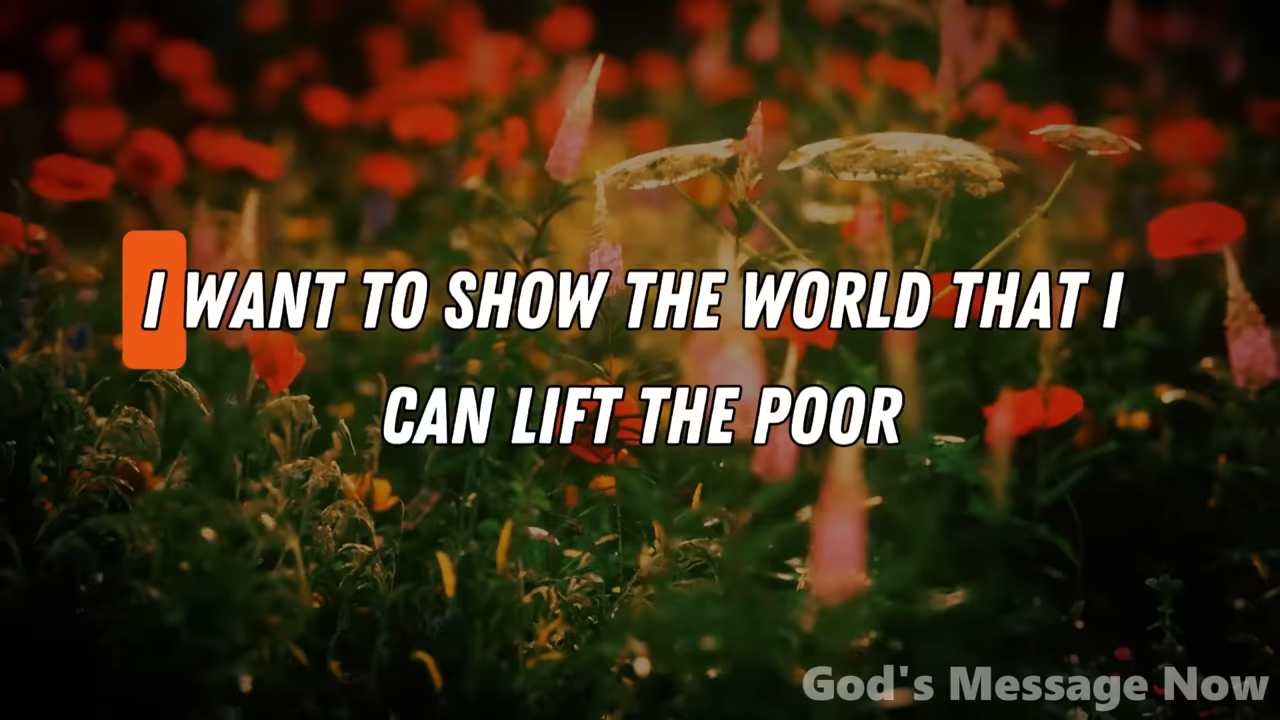 I WANT TO SHOW THE WORLD THAT I
CAN LIFT THE POOR
God's Message Now